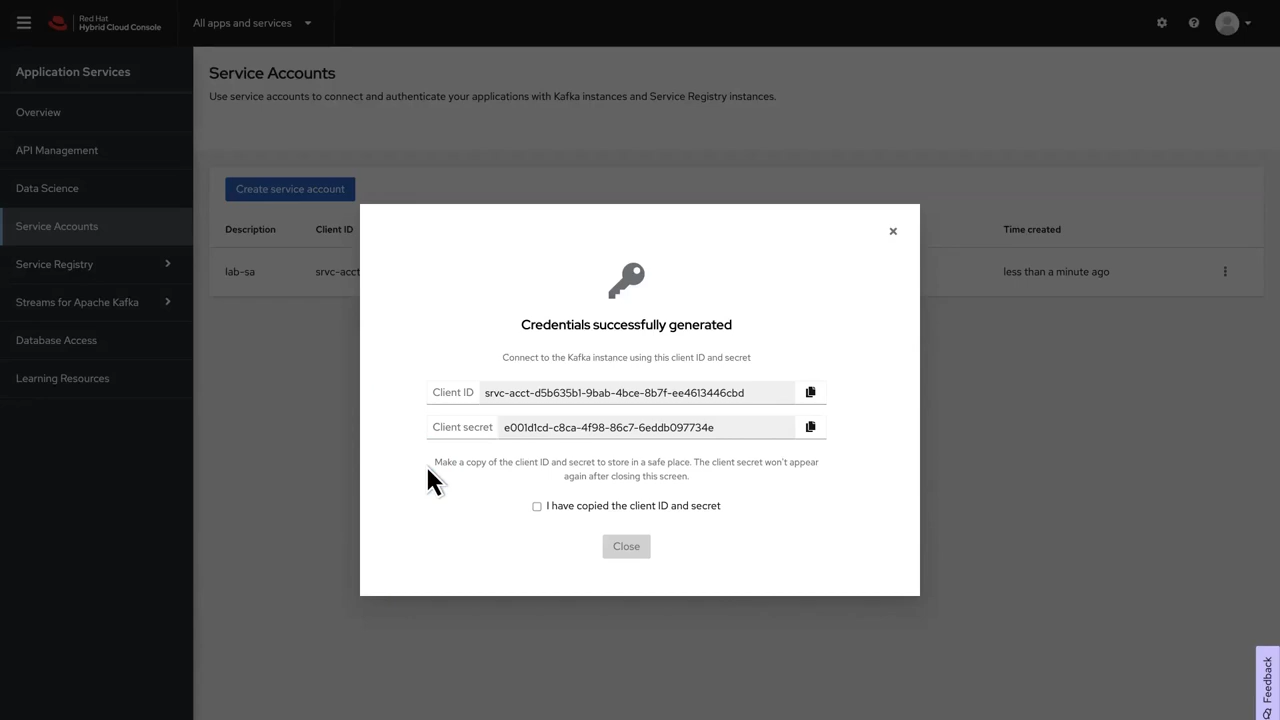 Red Hat
Hybrid Cloud Console
All apps and services
Application Services
Overview
API Management
Data Science
Service Accounts
Service Registry
Streams for Apache Kafka
Database Access
Learning Resources
Service Accounts
Use service accounts to connect and authenticate your applications with Kafka instances and Service Registry instances.
Create service account
Description Client ID Time created
lab-sa srvc-acct less than a minute ago
Credentials successfully generated
Connect to the Kafka instance using this client ID and secret
Client ID srvc-acct-d5b635b1-9bab-4bce-8b7f-ee4613446cbd
Client secret e001d1cd-c8ca-4f98-86c7-6eddb097734e
Make a copy of the client ID and secret to store in a safe place. The client secret won't appear
again after closing this screen.
I have copied the client ID and secret
Close
Feedback